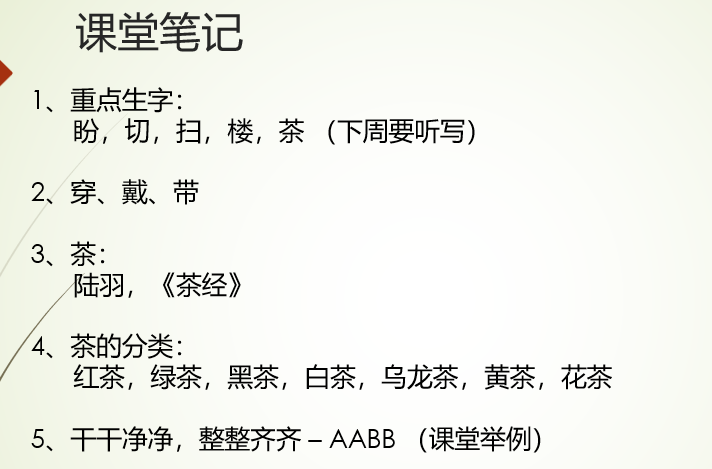 课堂笔记
1、重点生字：
盼，切，扫，楼，茶 （下周要听写）
2、穿、戴、带
3、茶：
陆羽，《茶经》
4、茶的分类：
红茶，绿茶，黑茶，白茶，乌龙茶，黄茶，花茶
5、干干净净，整整齐齐 – AABB （课堂举例）